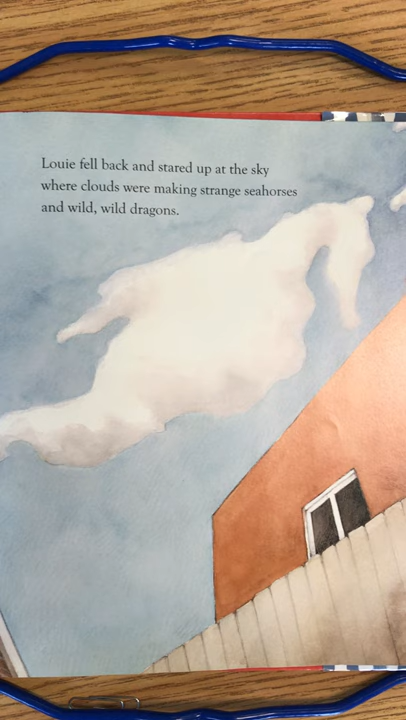 Louie fell back and stared up at the sky
where clouds were making strange seahorses
and wild, wild dragons.